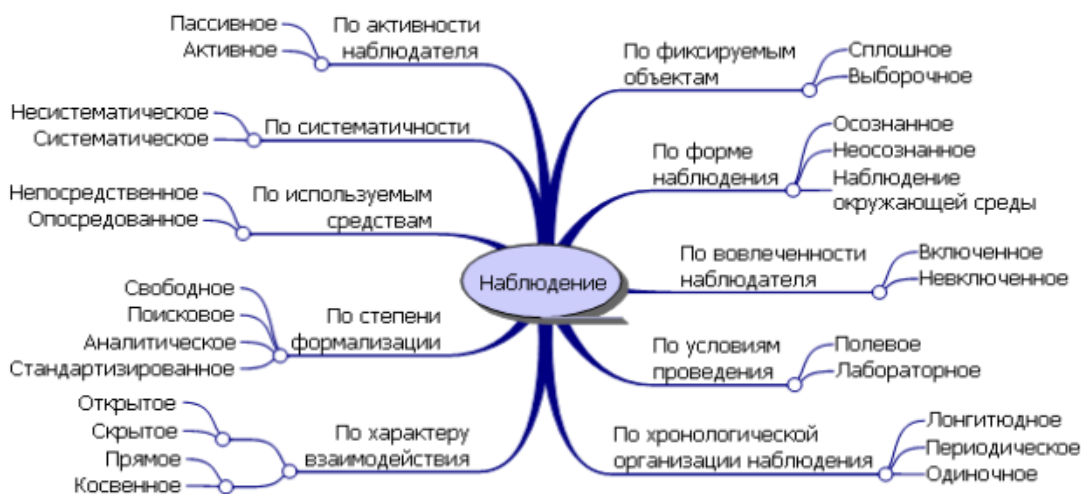 Пассивное
Активное
По активности
наблюдателя
Несистематическое
Систематическое
По систематичности
Непосредственное
Опосредованное
По используемым
средствам
Свободное
Поисковое
Аналитическое
Стандартизированное
По степени
формализации
Открытое
Скрытое
Прямое
Косвенное
По характеру
взаимодействия
Наблюдение
По фиксируемым
объектам
Сплошное
Выборочное
По форме
наблюдения
Осознанное
Неосознанное
Наблюдение
окружающей среды
По вовлеченности
наблюдателя
Включенное
Невключенное
По условиям
проведения
Полевое
Лабораторное
По хронологической
организации наблюдения
Лонгитюдное
Периодическое
Одиночное